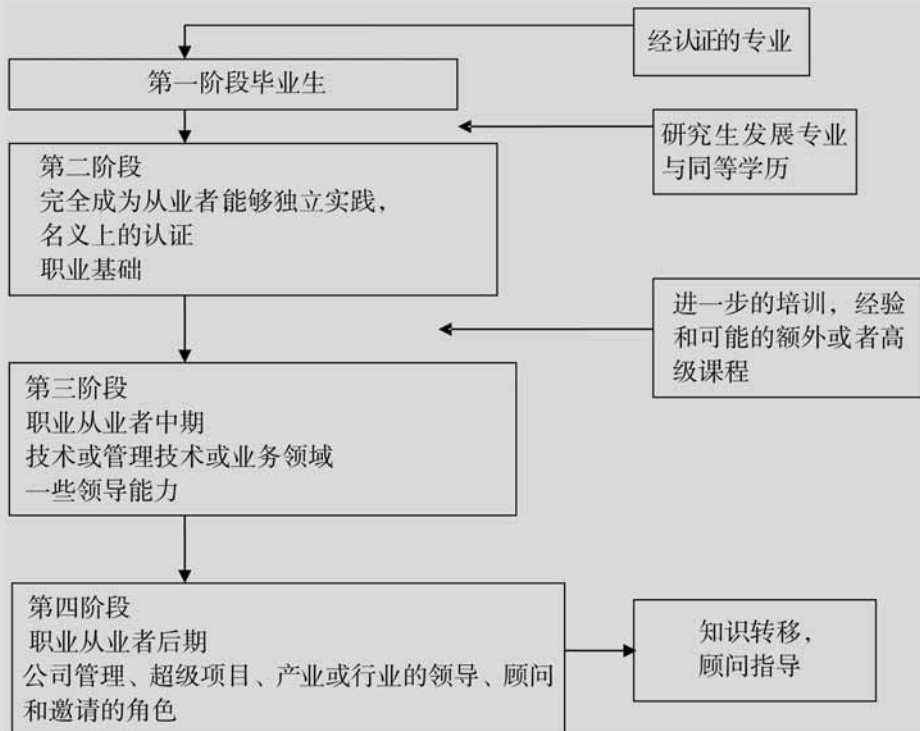 经认证的专业
第一阶段毕业生
研究生发展专业
与同等学历
第二阶段
完全成为从业者能够独立实践，
名义上的认证
职业基础
进一步的培训，经验
和可能的额外或者高
级课程
第三阶段
职业从业者中期
技术或管理技术或业务领域
一些领导能力
第四阶段
职业从业者后期
公司管理、超级项目、产业或行业的领导、顾问
和邀请的角色
知识转移，
顾问指导